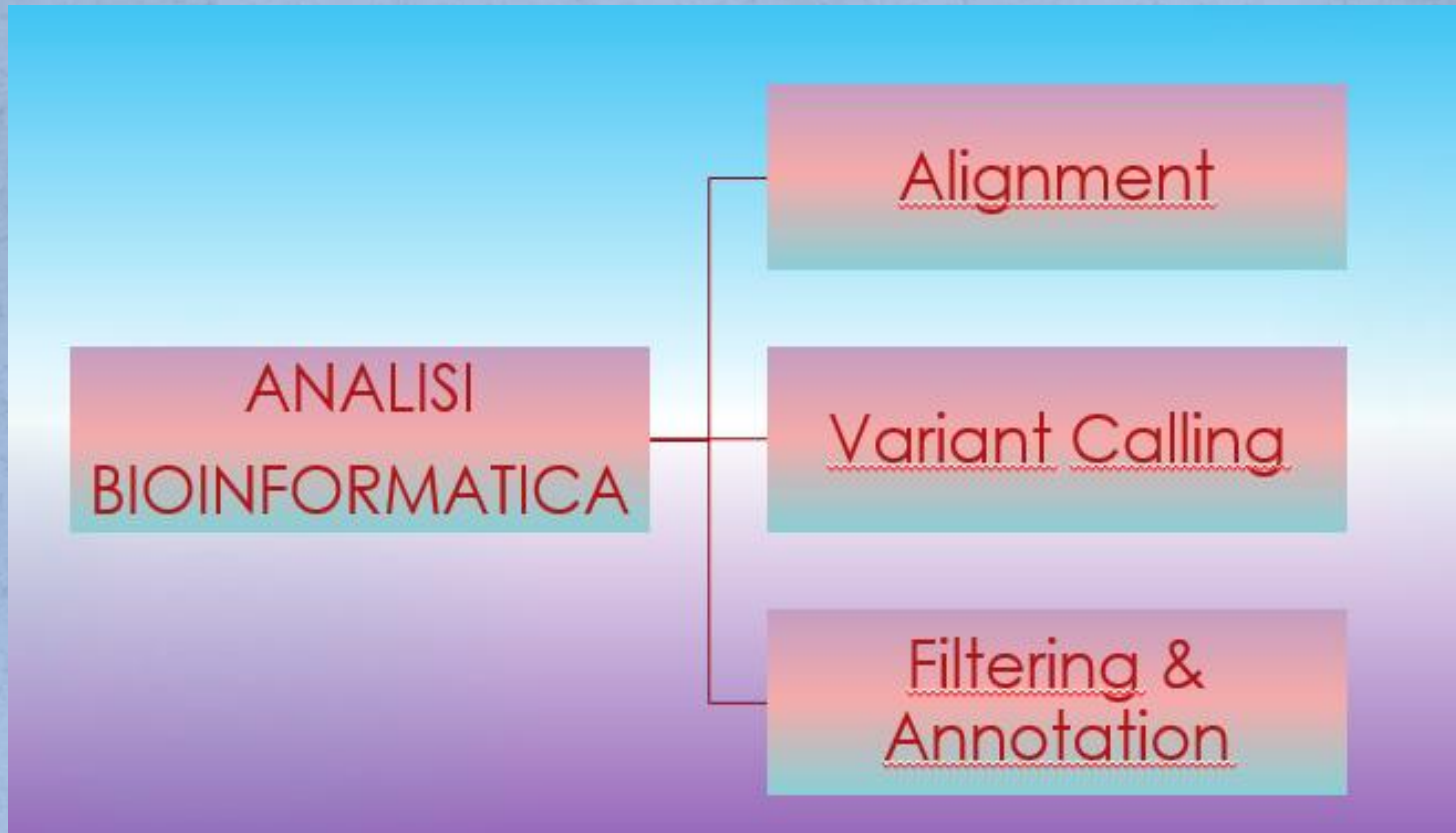 ANALISI
BIOINFORMATICA
Alignment
Variant Calling
Filtering &
Annotation